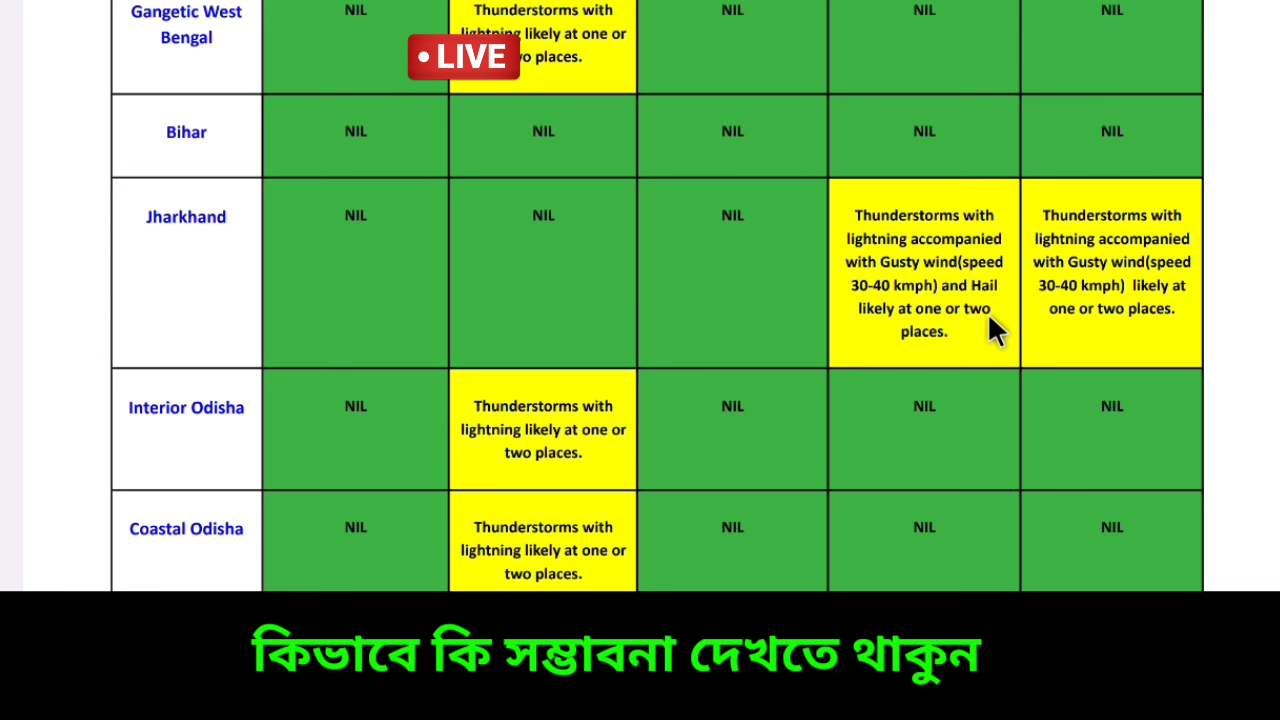 Gangetic West
Bengal
NIL
Thunderstorms with
lightning likely at one or
two places.
NIL
NIL
NIL
LIVE
Bihar
NIL
NIL
NIL
NIL
NIL
Jharkhand
NIL
NIL
NIL
Thunderstorms with
lightning accompanied
with Gusty wind(speed
30-40 kmph) and Hail
likely at one or two
places.
Thunderstorms with
lightning accompanied
with Gusty wind(speed
30-40 kmph) likely at
one or two places.
Interior Odisha
NIL
Thunderstorms with
lightning likely at one or
two places.
NIL
NIL
NIL
Coastal Odisha
NIL
Thunderstorms with
lightning likely at one or
two places.
NIL
NIL
NIL
কিভাবে কি সম্ভাবনা দেখতে থাকুন